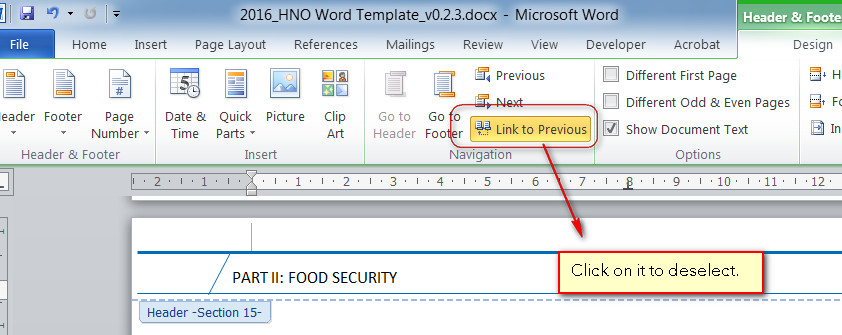 2016_HNO Word Template_v0.2.3.docx - Microsoft Word
Header & Footer
File Home Insert Page Layout References Mailings Review View Developer Acrobat Design
Header Footer Page Number
Date & Time Quick Parts Picture Clip Art
Go to Header Go to Footer
Previous
Next
Link to Previous
Different First Page
Different Odd & Even Pages
Show Document Text
Header & Footer Insert Navigation Options
2 1 1 2 3 4 5 6 7 8 9 10 11 12
Click on it to deselect.
PART II: FOOD SECURITY
Header -Section 15-